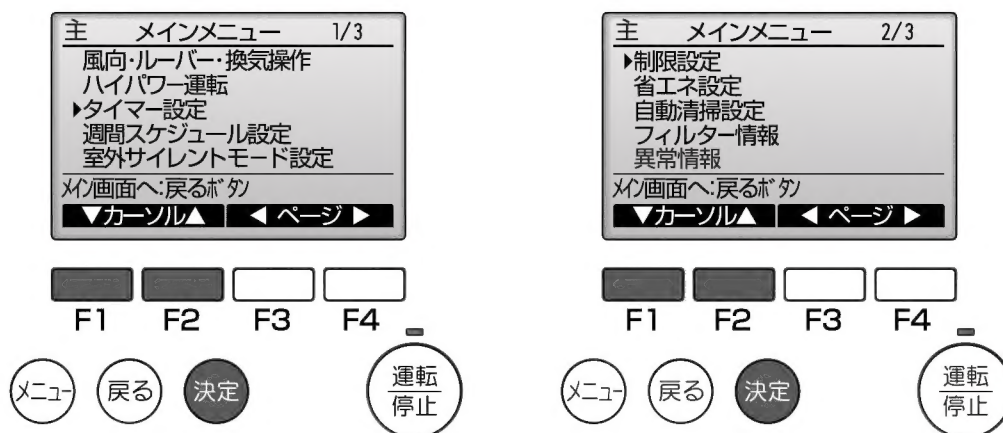 主 メインメニュー 1/3
風向・ルーバー・換気操作
ハイパワー運転
▶タイマー設定
週間スケジュール設定
室外サイレントモード設定
メイン画面へ:戻るボタン
▼カーソル▲ ◀ ページ ▶
F1 F2 F3 F4
メニュー 戻る 決定 運転
停止
主 メインメニュー 2/3
▶制限設定
省エネ設定
自動清掃設定
フィルター情報
異常情報
メイン画面へ:戻るボタン
▼カーソル▲ ◀ ページ ▶
F1 F2 F3 F4
メニュー 戻る 決定 運転
停止